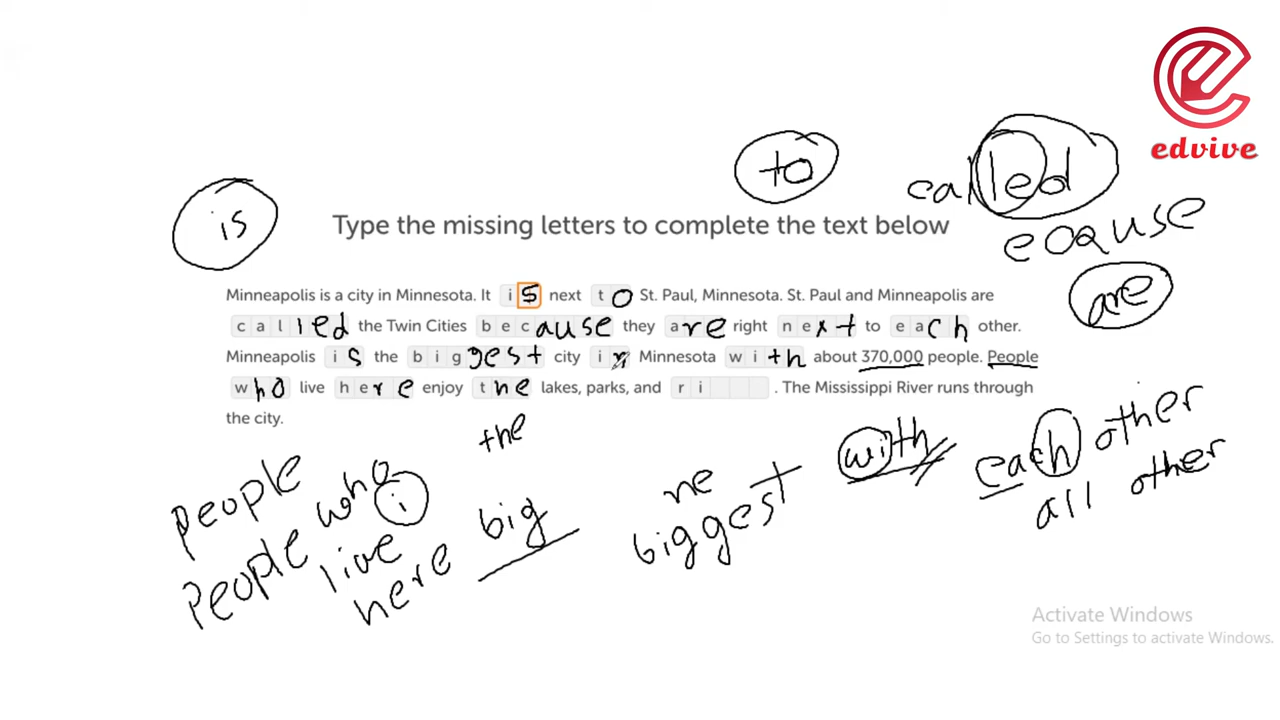 edvive
to
called
is
Type the missing letters to complete the text below
ecause
are
Minneapolis is a city in Minnesota. It is next to St. Paul, Minnesota. St. Paul and Minneapolis are
called the Twin Cities because they are right next to each other.
Minneapolis is the biggest city in Minnesota with about 370,000 people. People
who live here enjoy the lakes, parks, and ri . The Mississippi River runs through
the city.
the
with
each other
all other
people
who
i
big
ne
biggest
People
live
here
Activate Windows
Go to Settings to activate Windows.